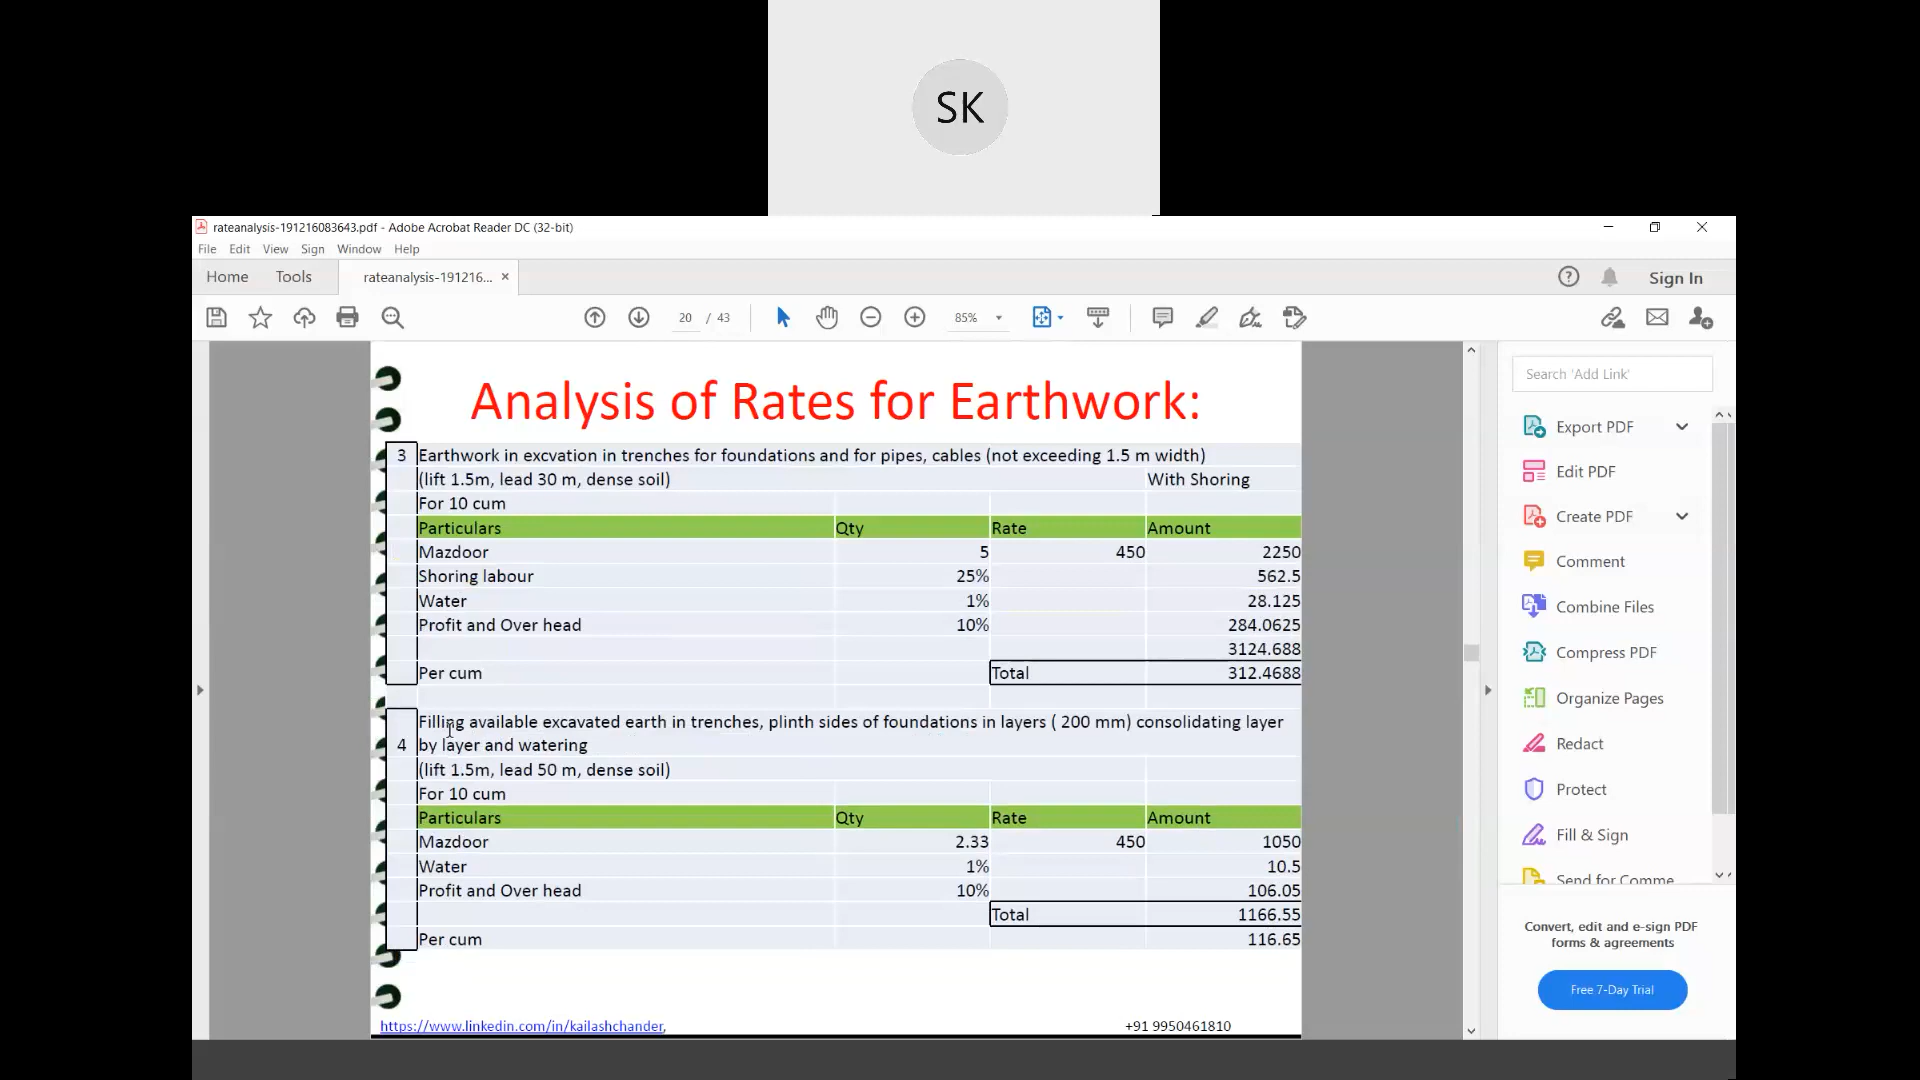 SK
rateanalysis-191216083643.pdf - Adobe Acrobat Reader DC (32-bit)
File Edit View Sign Window Help
Home Tools rateanalysis-191216... × Sign In
20 / 43 85%
Analysis of Rates for Earthwork:
3 Earthwork in excvation in trenches for foundations and for pipes, cables (not exceeding 1.5 m width)
(lift 1.5m, lead 30 m, dense soil) With Shoring
For 10 cum
Particulars Qty Rate Amount
Mazdoor 5 450 2250
Shoring labour 25% 562.5
Water 1% 28.125
Profit and Over head 10% 284.0625
3124.688
Per cum Total 312.4688
Filling available excavated earth in trenches, plinth sides of foundations in layers ( 200 mm) consolidating layer
4 by layer and watering
(lift 1.5m, lead 50 m, dense soil)
For 10 cum
Particulars Qty Rate Amount
Mazdoor 2.33 450 1050
Water 1% 10.5
Profit and Over head 10% 106.05
Total 1166.55
Per cum 116.65
https://www.linkedin.com/in/kailashchander, +91 9950461810
Search 'Add Link'
Export PDF
Edit PDF
Create PDF
Comment
Combine Files
Compress PDF
Organize Pages
Redact
Protect
Fill & Sign
Send for Comme
Convert, edit and e-sign PDF
forms & agreements
Free 7-Day Trial